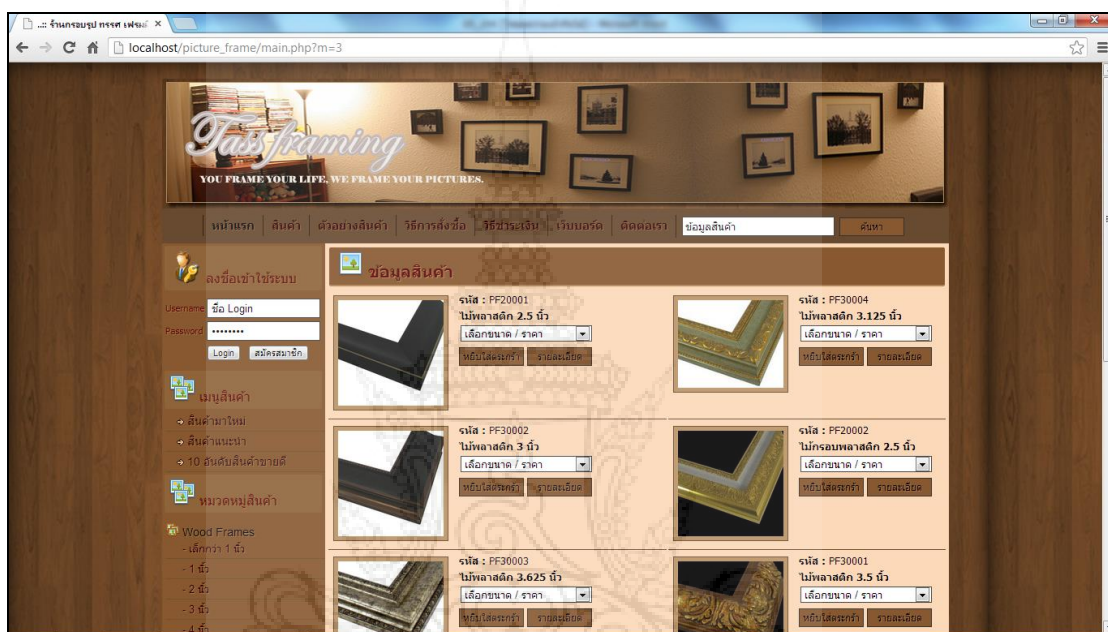 ..:: ร้านกรอบรูป ทรรศ เฟรม
localhost/picture_frame/main.php?m=3
Tass framing
YOU FRAME YOUR LIFE, WE FRAME YOUR PICTURES.
หน้าแรก สินค้า ตัวอย่างสินค้า วิธีการสั่งซื้อ วิธีชำระเงิน เว็บบอร์ด ติดต่อเรา ข้อมูลสินค้า ค้นหา
ลงชื่อเข้าใช้ระบบ
Username ชื่อ Login
Password ••••••••
Login สมัครสมาชิก
เมนูสินค้า
สินค้ามาใหม่
สินค้าแนะนำ
10 อันดับสินค้าขายดี
หมวดหมู่สินค้า
Wood Frames
- เล็กกว่า 1 นิ้ว
- 1 นิ้ว
- 2 นิ้ว
- 3 นิ้ว
- 4 นิ้ว
ข้อมูลสินค้า
รหัส : PF20001
ไม้พลาสติก 2.5 นิ้ว
เลือกขนาด / ราคา
หยิบใส่ตระกร้า รายละเอียด
รหัส : PF30004
ไม้พลาสติก 3.125 นิ้ว
เลือกขนาด / ราคา
หยิบใส่ตระกร้า รายละเอียด
รหัส : PF30002
ไม้พลาสติก 3 นิ้ว
เลือกขนาด / ราคา
หยิบใส่ตระกร้า รายละเอียด
รหัส : PF20002
ไม้กรอบพลาสติก 2.5 นิ้ว
เลือกขนาด / ราคา
หยิบใส่ตระกร้า รายละเอียด
รหัส : PF30003
ไม้พลาสติก 3.625 นิ้ว
เลือกขนาด / ราคา
หยิบใส่ตระกร้า รายละเอียด
รหัส : PF30001
ไม้พลาสติก 3.5 นิ้ว
เลือกขนาด / ราคา
หยิบใส่ตระกร้า รายละเอียด